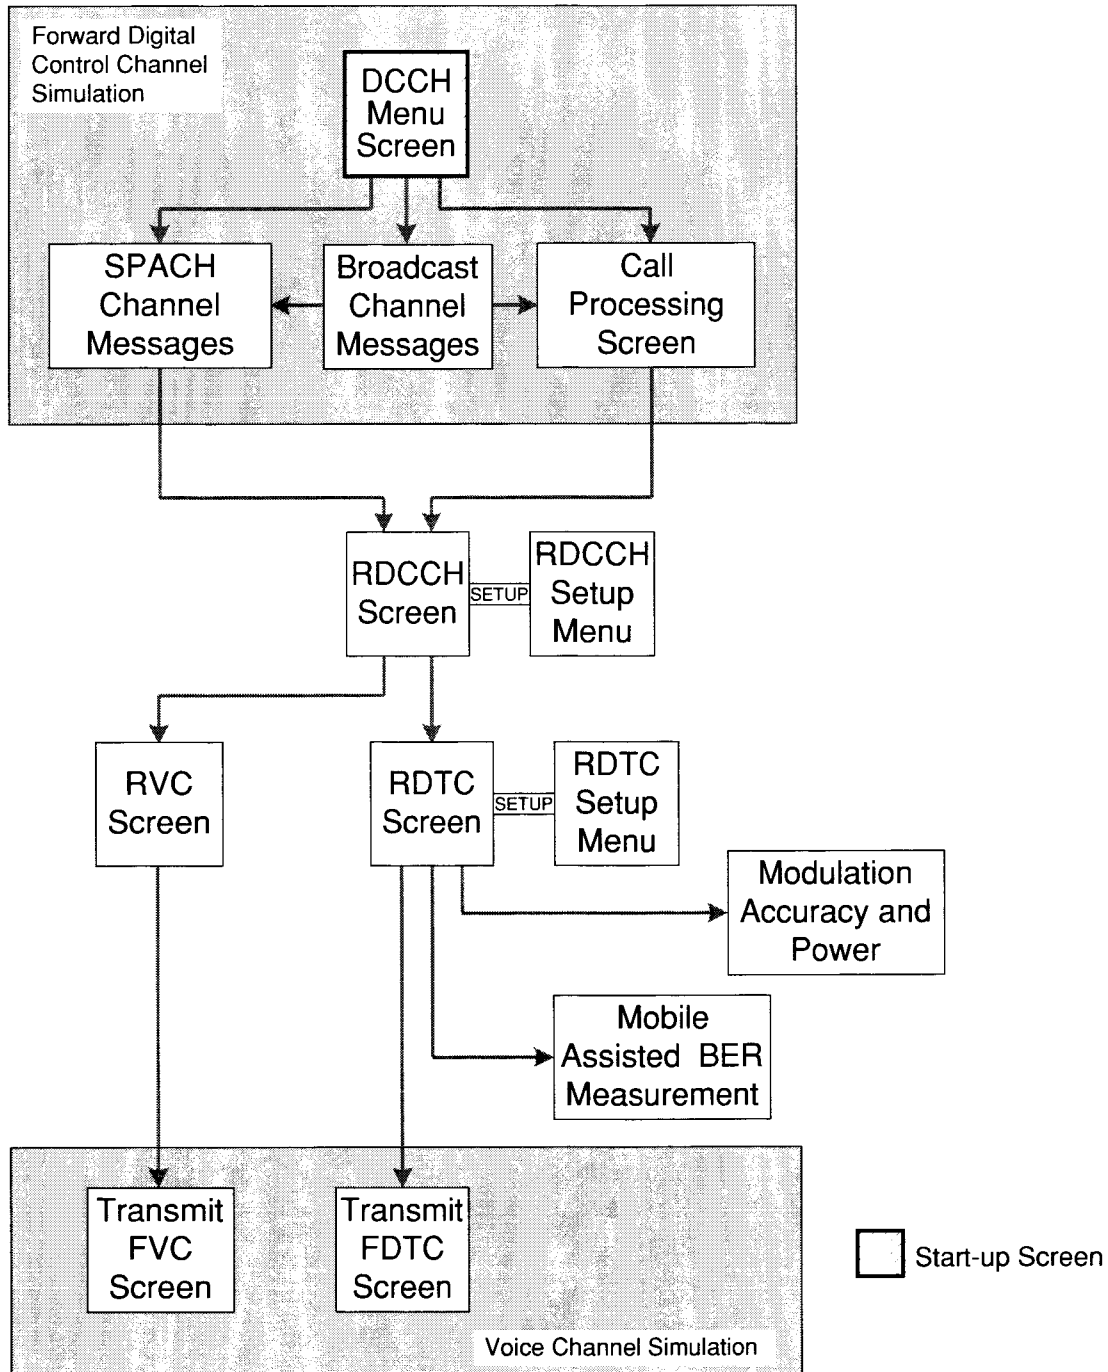 Forward Digital
Control Channel
Simulation
DCCH
Menu
Screen
SPACH
Channel
Messages
Broadcast
Channel
Messages
Call
Processing
Screen
RDCCH
Screen
SETUP
RDCCH
Setup
Menu
RVC
Screen
RDTC
Screen
SETUP
RDTC
Setup
Menu
Modulation
Accuracy and
Power
Mobile
Assisted BER
Measurement
Transmit
FVC
Screen
Transmit
FDTC
Screen
Start-up Screen
Voice Channel Simulation